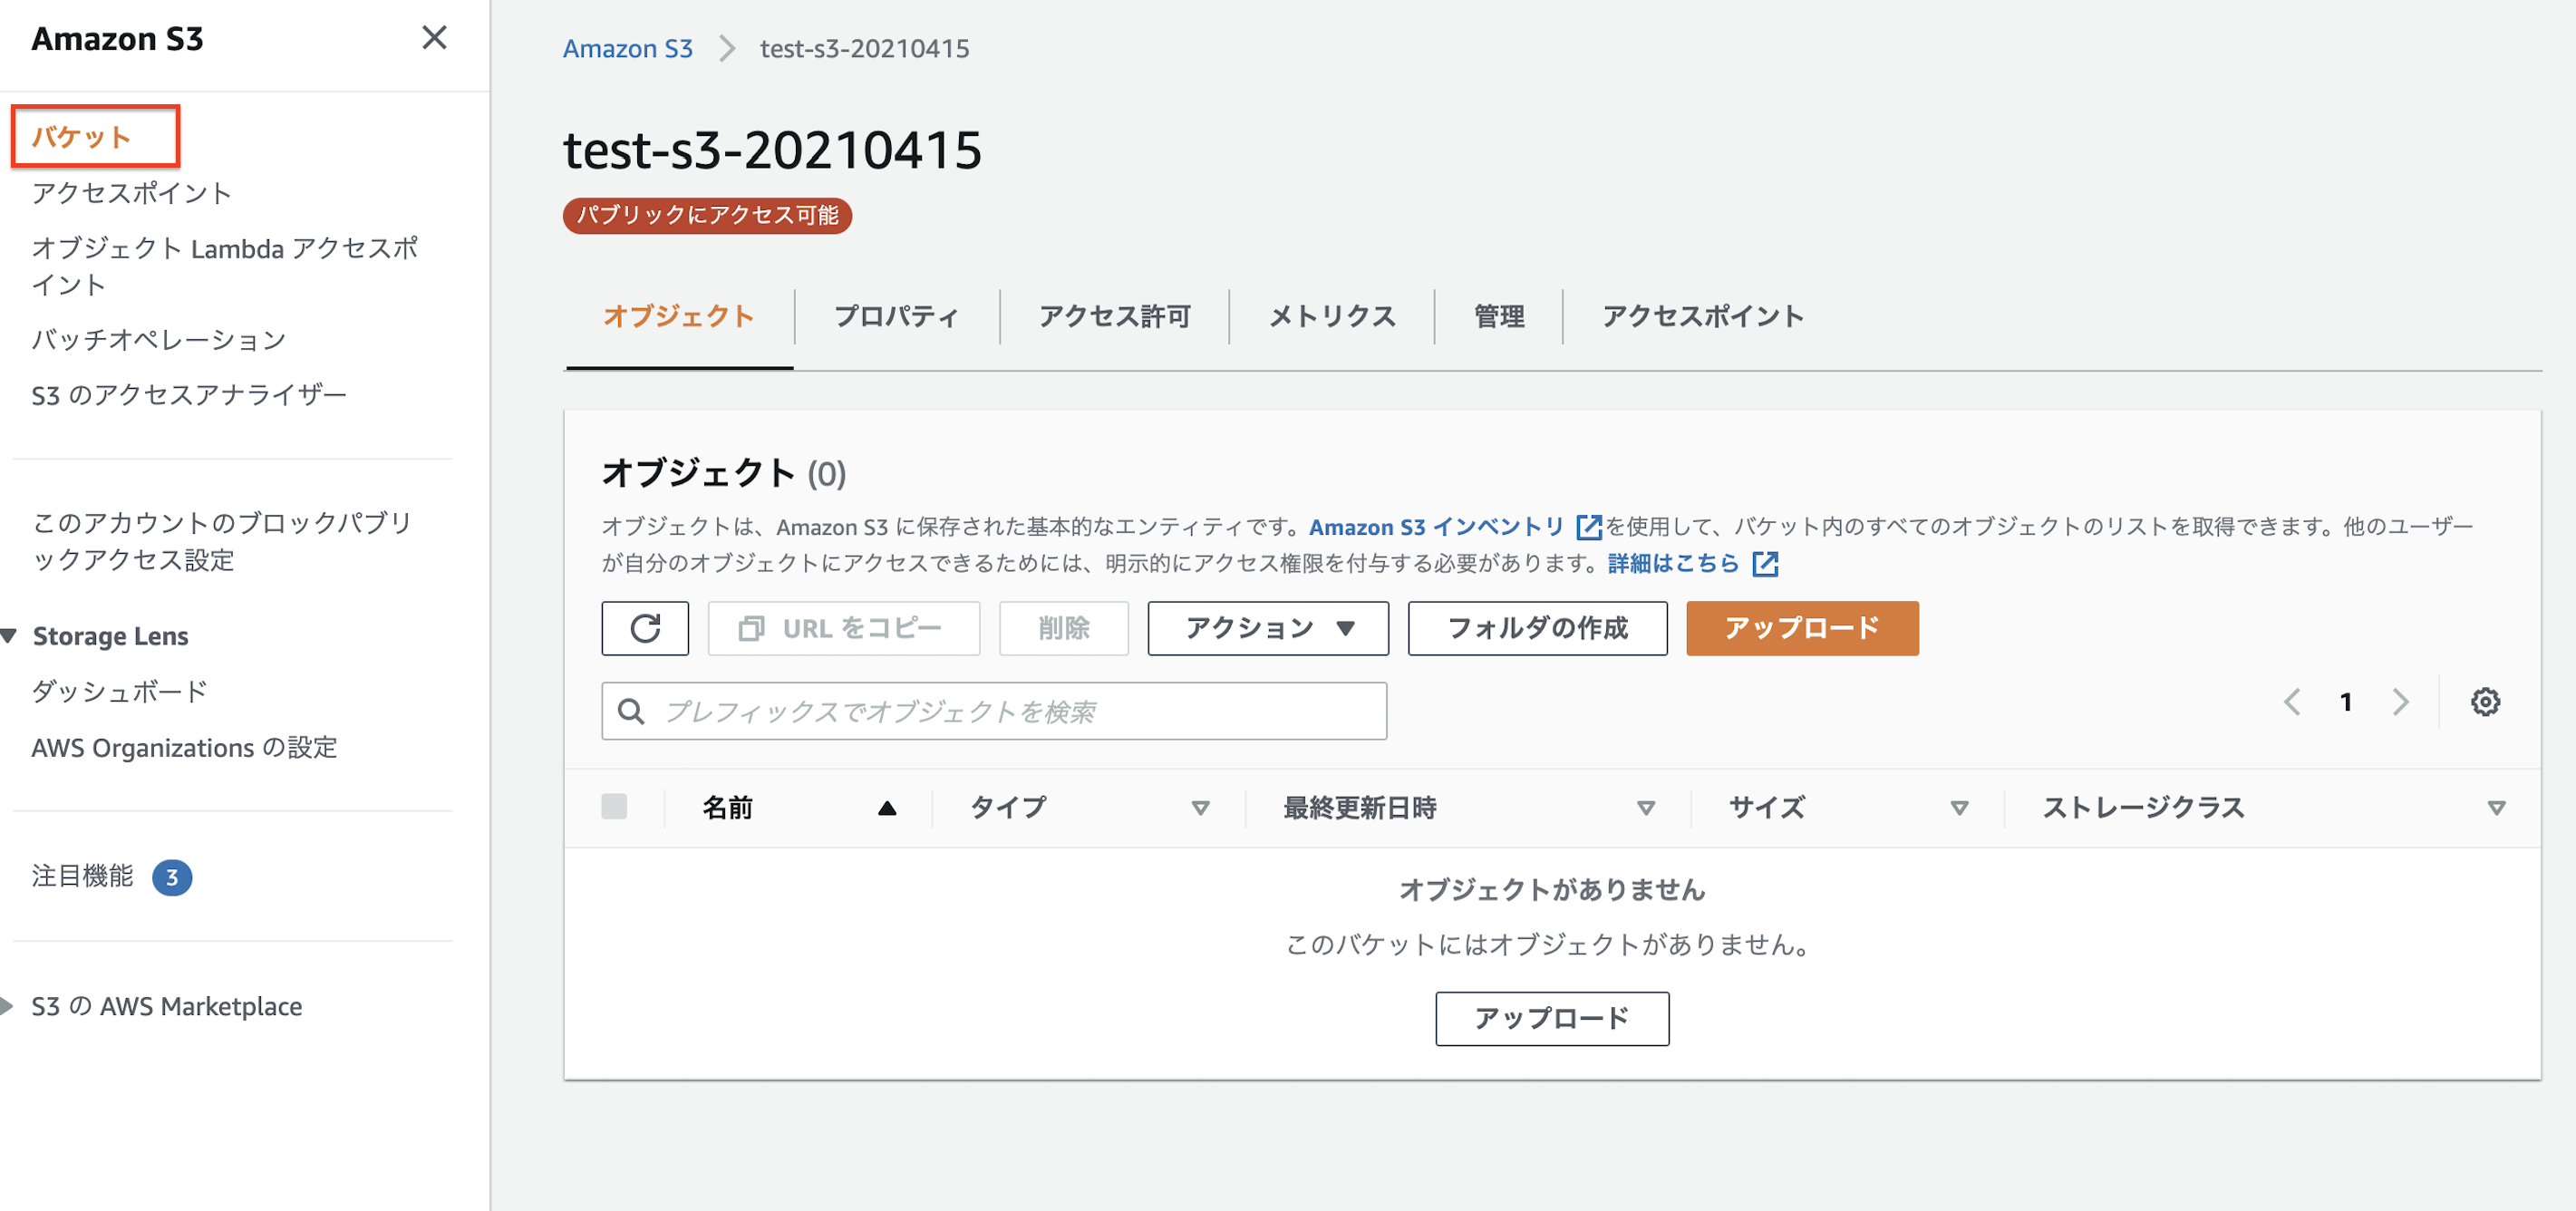 Amazon S3
バケット
アクセスポイント
オブジェクト Lambda アクセスポ
イント
バッチオペレーション
S3 のアクセスアナライザー
このアカウントのブロックパブリ
ックアクセス設定
Storage Lens
ダッシュボード
AWS Organizations の設定
注目機能 3
S3 の AWS Marketplace
Amazon S3 test-s3-20210415
test-s3-20210415
パブリックにアクセス可能
オブジェクト プロパティ アクセス許可 メトリクス 管理 アクセスポイント
オブジェクト (0)
オブジェクトは、Amazon S3 に保存された基本的なエンティティです。Amazon S3 インベントリ を使用して、バケット内のすべてのオブジェクトのリストを取得できます。他のユーザー
が自分のオブジェクトにアクセスできるためには、明示的にアクセス権限を付与する必要があります。詳細はこちら
URL をコピー 削除 アクション フォルダの作成 アップロード
プレフィックスでオブジェクトを検索 1
名前 タイプ 最終更新日時 サイズ ストレージクラス
オブジェクトがありません
このバケットにはオブジェクトがありません。
アップロード